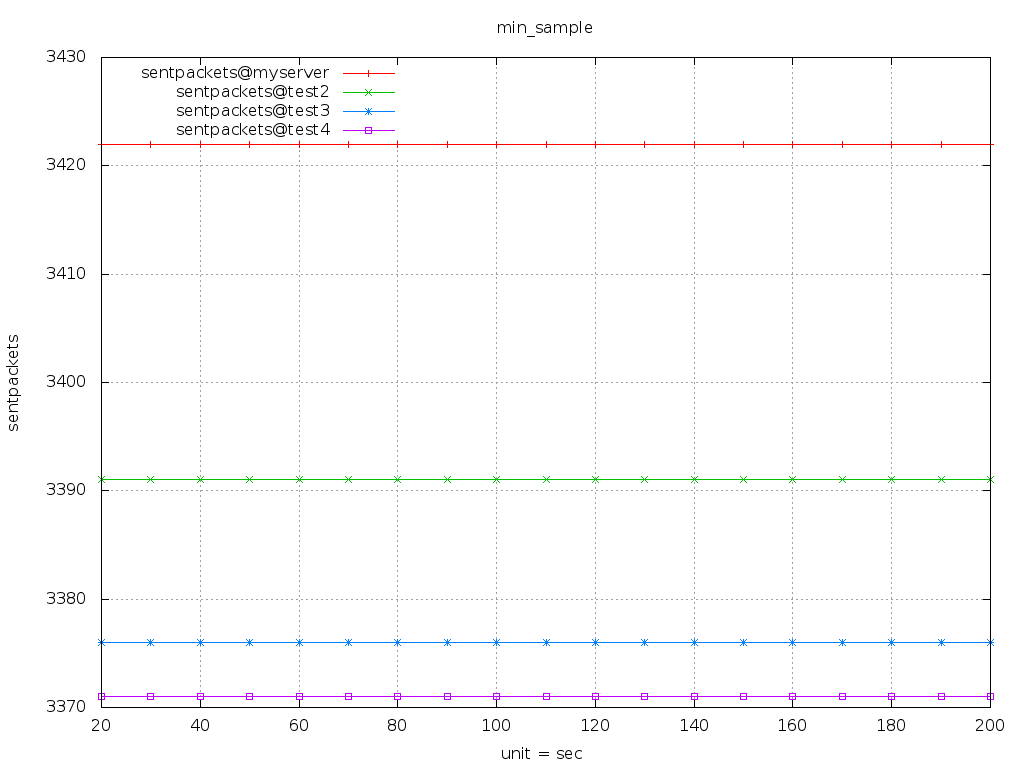 min_sample
3430
sentpackets@myserver
sentpackets@test2
sentpackets@test3
sentpackets@test4
3420
3410
3400
3390
3380
3370
sentpackets
20 40 60 80 100 120 140 160 180 200
unit = sec